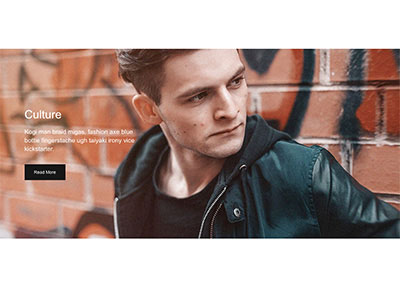 Culture
Kogi man braid migas, fashion axe blue
bottle fingerstache ugh taiyaki irony vice
kickstarter
Read More